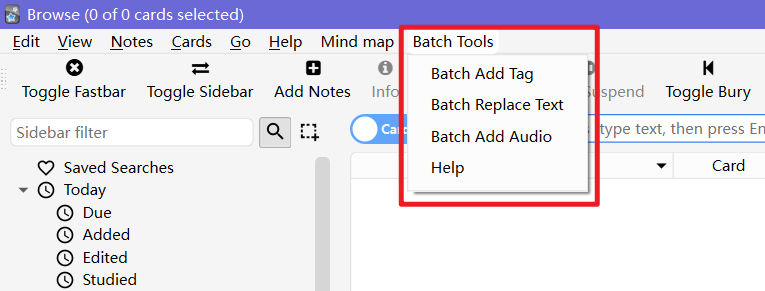 Browse (0 of 0 cards selected)
Edit View Notes Cards Go Help Mind map Batch Tools
Toggle Fastbar Toggle Sidebar Add Notes Info Suspend Toggle Bury
Batch Add Tag
Batch Replace Text
Batch Add Audio
Help
Sidebar filter
type text, then press
Card
Saved Searches
Today
Due
Added
Edited
Studied